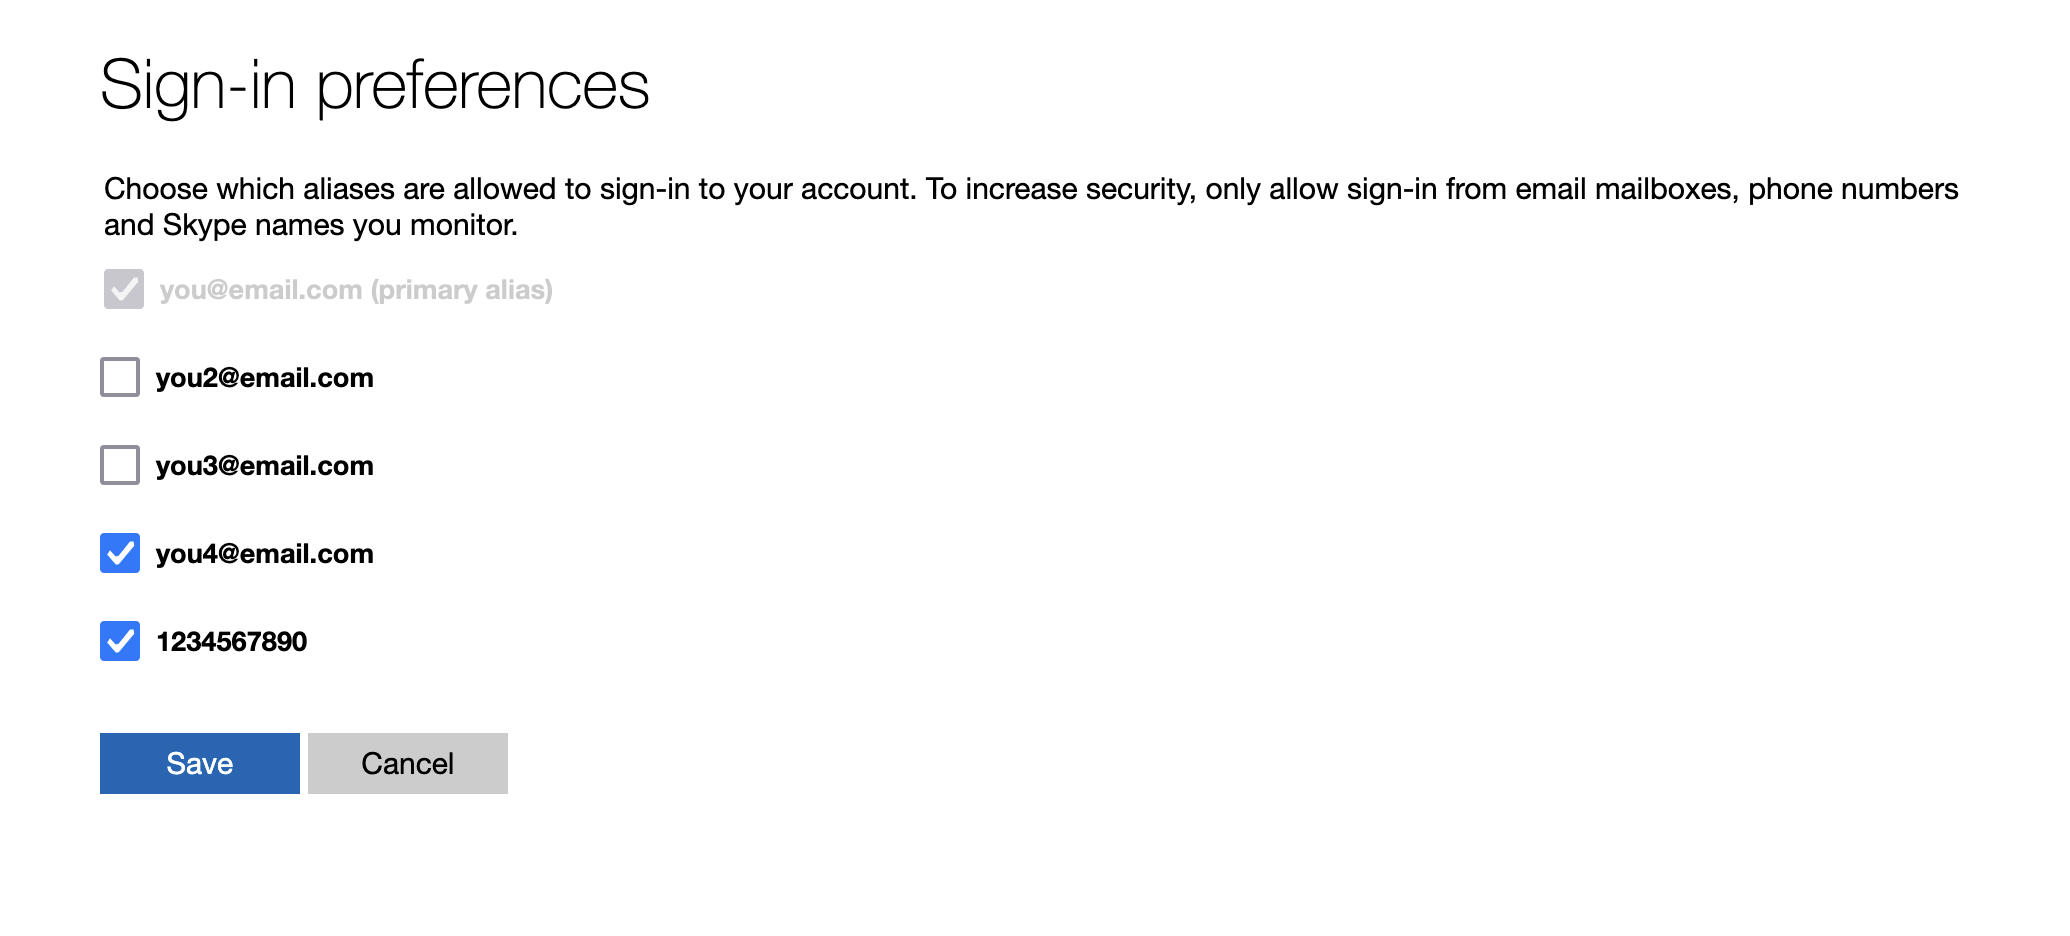 Sign-in preferences
Choose which aliases are allowed to sign-in to your account. To increase security, only allow sign-in from email mailboxes, phone numbers
and Skype names you monitor.
you@email.com (primary alias)
you2@email.com
you3@email.com
you4@email.com
1234567890
Save Cancel